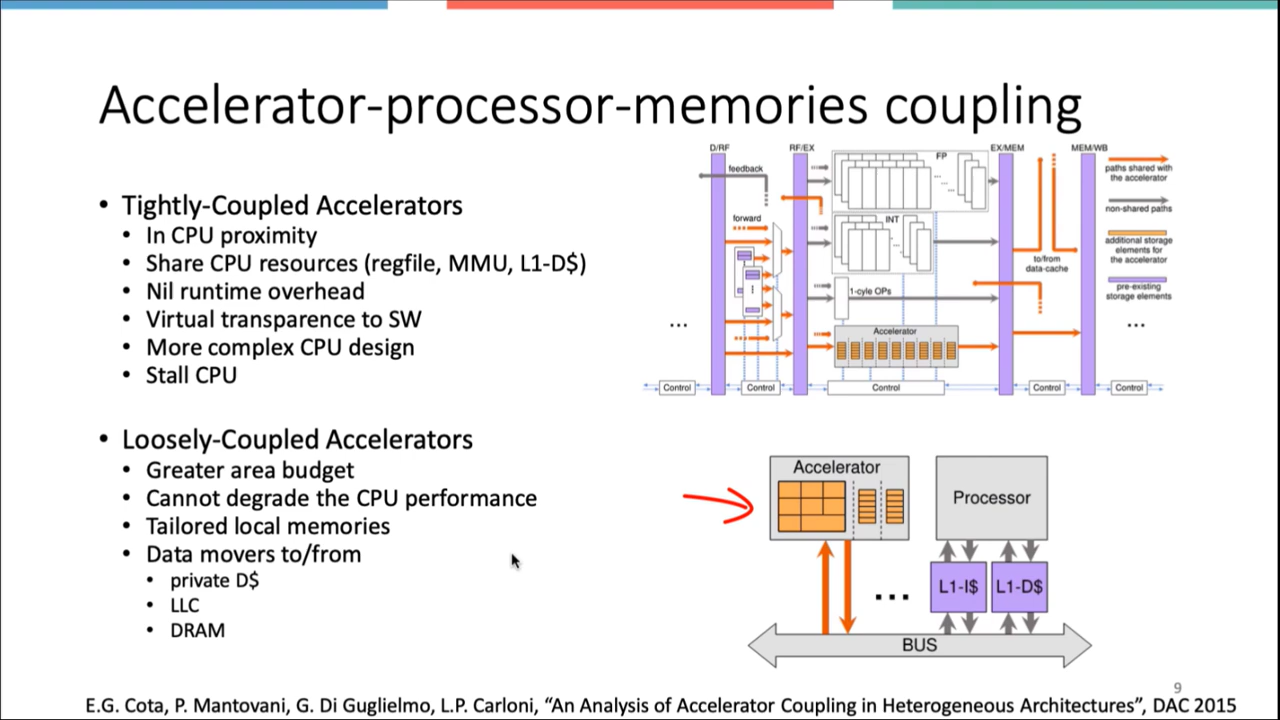 Accelerator-processor-memories coupling
• Tightly-Coupled Accelerators
• In CPU proximity
• Share CPU resources (regfile, MMU, L1-D$)
• Nil runtime overhead
• Virtual transparence to SW
• More complex CPU design
• Stall CPU
• Loosely-Coupled Accelerators
• Greater area budget
• Cannot degrade the CPU performance
• Tailored local memories
• Data movers to/from
• private D$
• LLC
• DRAM
D/RF
RF/EX
EX/MEM
MEM/WB
feedback
forward
FP
INT
1-cyle OPs
Accelerator
to/from
data-cache
paths shared with
the accelerator
non-shared paths
additional storage
elements for
the accelerator
pre-existing
storage elements
...
...
Control
Control
Control
Control
Control
Accelerator
Processor
...
L1-I$
L1-D$
BUS
9
E.G. Cota, P. Mantovani, G. Di Guglielmo, L.P. Carloni, “An Analysis of Accelerator Coupling in Heterogeneous Architectures”, DAC 2015